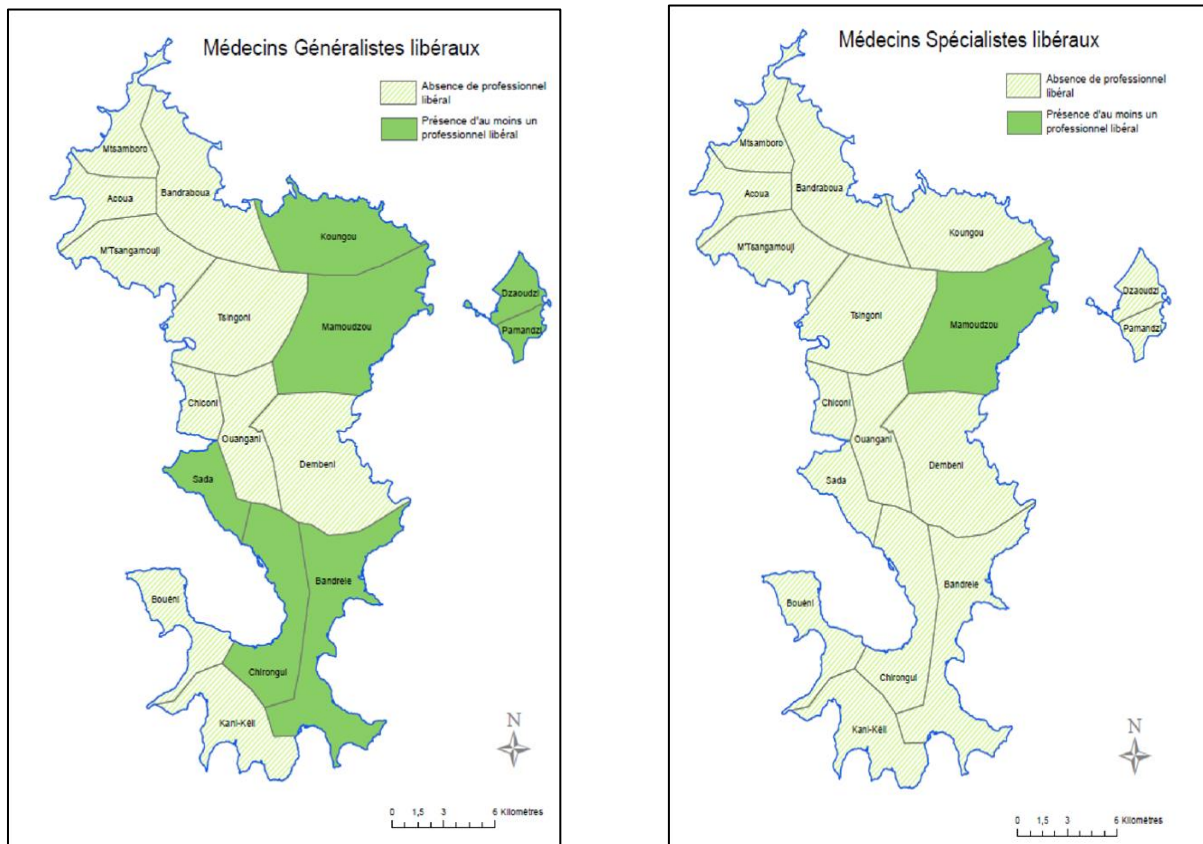 Médecins Généralistes libéraux
Absence de professionnel
libéral
Présence d'au moins un
professionnel libéral
Mtsamboro
Acoua
Bandraboua
M'Tsangamouji
Koungou
Tsingoni
Mamoudzou
Dzaoudzi
Pamandzi
Chiconi
Ouangani
Sada
Dembeni
Bandrele
Bouéni
Chirongui
Kani-Kéli
N
0 1,5 3 6 Kilomètres
Médecins Spécialistes libéraux
Absence de professionnel
libéral
Présence d'au moins un
professionnel libéral
Mtsamboro
Acoua
Bandraboua
M'Tsangamouji
Koungou
Tsingoni
Mamoudzou
Dzaoudzi
Pamandzi
Chiconi
Ouangani
Sada
Dembeni
Bandrele
Bouéni
Chirongui
Kani-Kéli
N
0 1,5 3 6 Kilomètres